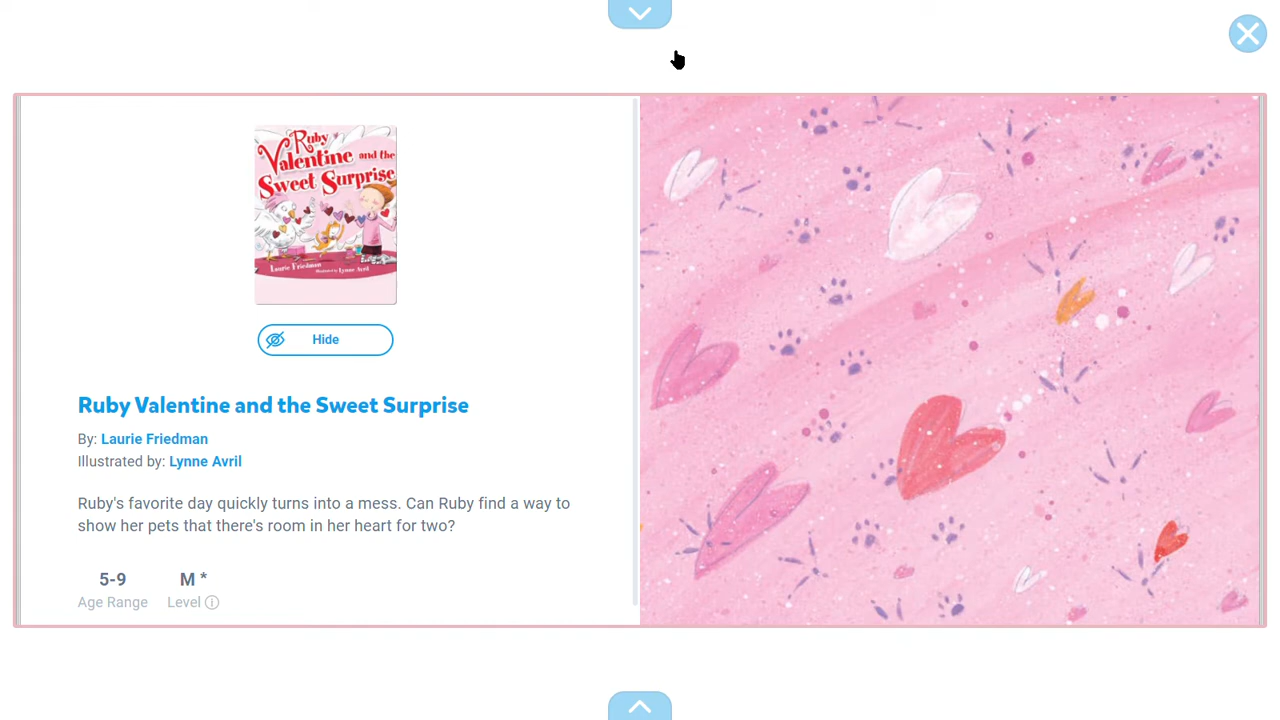 Ruby
Valentine and the
Sweet Surprise
Laurie Friedman
Illustrated by Lynne Avril
Hide
Ruby Valentine and the Sweet Surprise
By: Laurie Friedman
Illustrated by: Lynne Avril
Ruby's favorite day quickly turns into a mess. Can Ruby find a way to
show her pets that there's room in her heart for two?
5-9 M *
Age Range Level